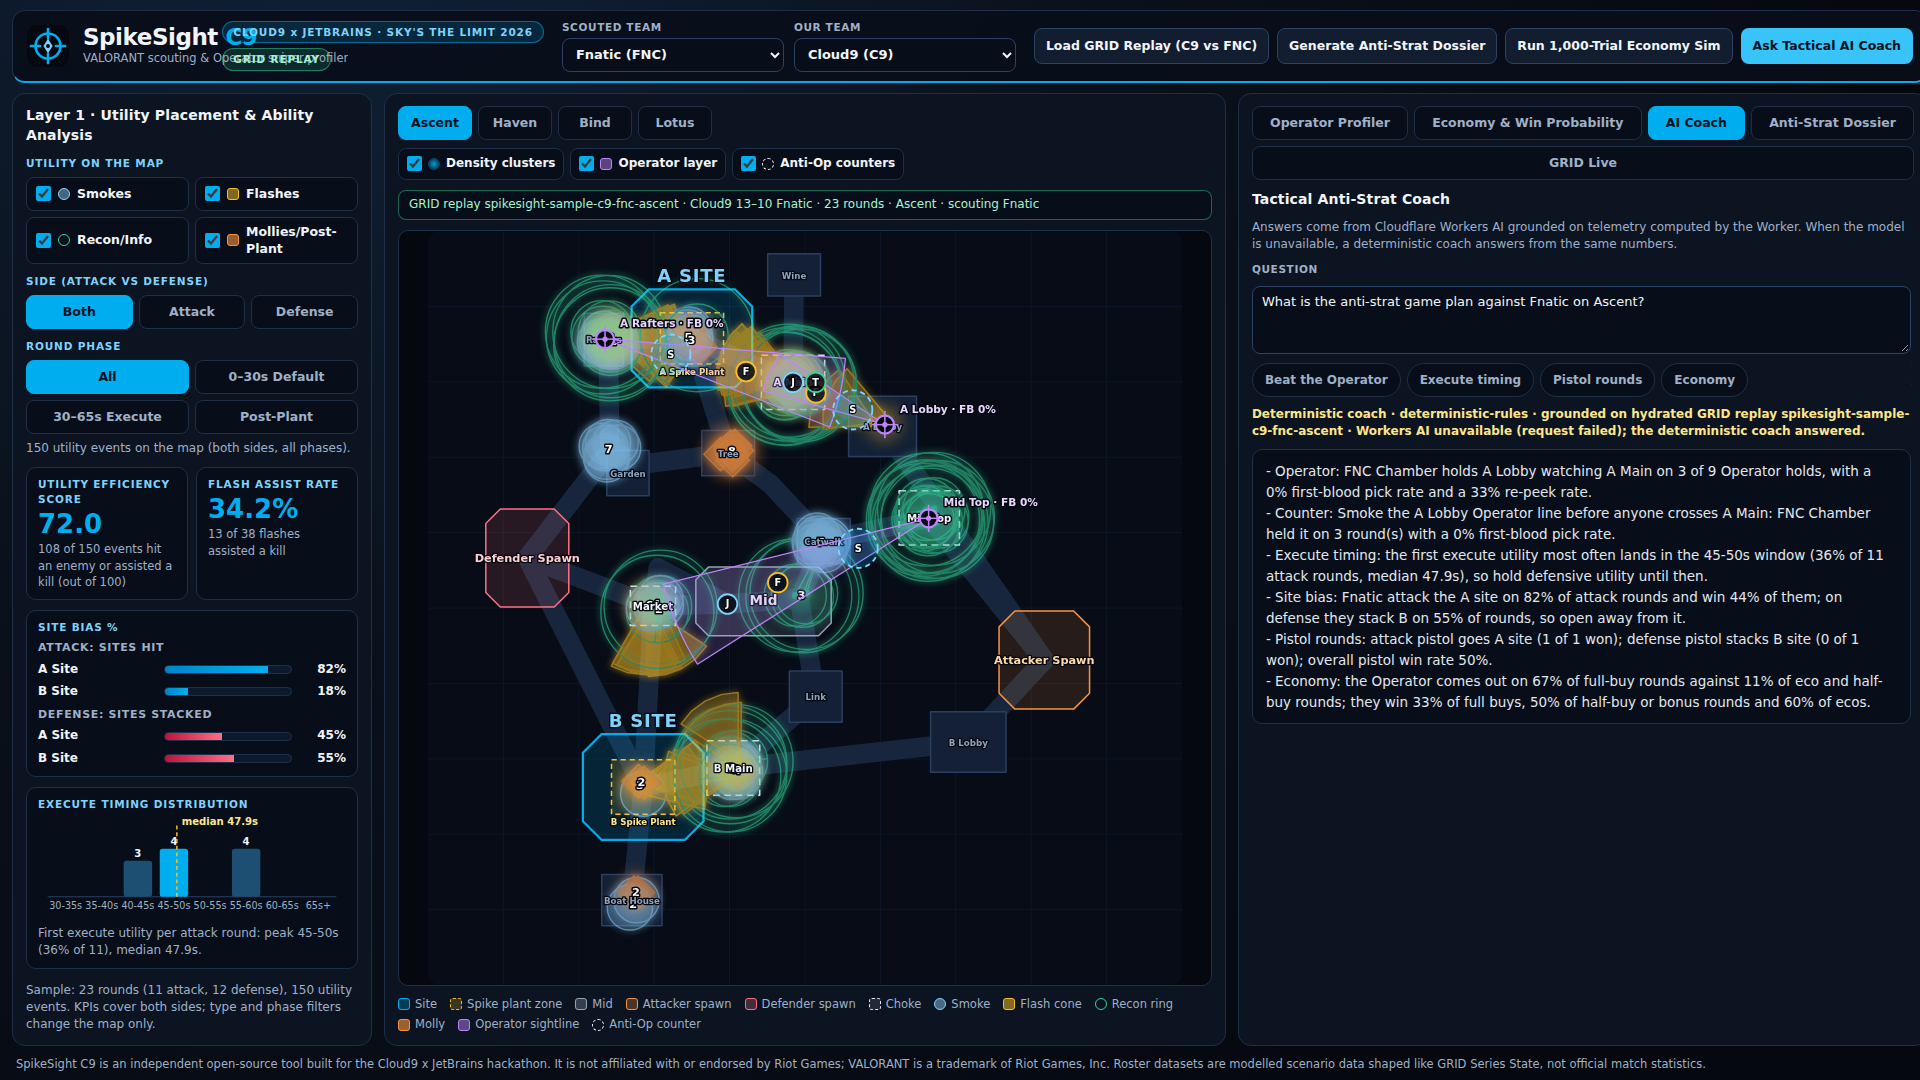 SpikeSight C9
VALORANT scouting & Operator sniper profiler
CLOUD9 x JETBRAINS · SKY'S THE LIMIT 2026
GRID REPLAY
SCOUTED TEAM
Fnatic (FNC)
OUR TEAM
Cloud9 (C9)
Load GRID Replay (C9 vs FNC)
Generate Anti-Strat Dossier
Run 1,000-Trial Economy Sim
Ask Tactical AI Coach
Layer 1 · Utility Placement & Ability
Analysis
UTILITY ON THE MAP
Smokes
Flashes
Recon/Info
Mollies/Post-
Plant
SIDE (ATTACK VS DEFENSE)
Both
Attack
Defense
ROUND PHASE
All
0–30s Default
30–65s Execute
Post-Plant
150 utility events on the map (both sides, all phases).
UTILITY EFFICIENCY
SCORE
72.0
108 of 150 events hit
an enemy or assisted a
kill (out of 100)
FLASH ASSIST RATE
34.2%
13 of 38 flashes
assisted a kill
SITE BIAS %
ATTACK: SITES HIT
A Site 82%
B Site 18%
DEFENSE: SITES STACKED
A Site 45%
B Site 55%
EXECUTE TIMING DISTRIBUTION
median 47.9s
3
4
4
30-35s 35-40s 40-45s 45-50s 50-55s 55-60s 60-65s 65s+
First execute utility per attack round: peak 45-50s
(36% of 11), median 47.9s.
Sample: 23 rounds (11 attack, 12 defense), 150 utility
events. KPIs cover both sides; type and phase filters
change the map only.
Ascent
Haven
Bind
Lotus
Density clusters
Operator layer
Anti-Op counters
GRID replay spikesight-sample-c9-fnc-ascent · Cloud9 13–10 Fnatic · 23 rounds · Ascent · scouting Fnatic
A SITE
Wine
A Rafters · FB 0%
3
S
A Spike Plant
F
J
T
S
A Lobby · FB 0%
7
Garden
Tree
Mid Top · FB 0%
Catwalk
S
Defender Spawn
Market
J
Mid
F
3
Attacker Spawn
Link
B SITE
B Lobby
B Main
2
B Spike Plant
2
Boat House
Site
Spike plant zone
Mid
Attacker spawn
Defender spawn
Choke
Smoke
Flash cone
Recon ring
Molly
Operator sightline
Anti-Op counter
Operator Profiler
Economy & Win Probability
AI Coach
Anti-Strat Dossier
GRID Live
Tactical Anti-Strat Coach
Answers come from Cloudflare Workers AI grounded on telemetry computed by the Worker. When the model
is unavailable, a deterministic coach answers from the same numbers.
QUESTION
What is the anti-strat game plan against Fnatic on Ascent?
Beat the Operator
Execute timing
Pistol rounds
Economy
Deterministic coach · deterministic-rules · grounded on hydrated GRID replay spikesight-sample-
c9-fnc-ascent · Workers AI unavailable (request failed); the deterministic coach answered.
- Operator: FNC Chamber holds A Lobby watching A Main on 3 of 9 Operator holds, with a
0% first-blood pick rate and a 33% re-peek rate.
- Counter: Smoke the A Lobby Operator line before anyone crosses A Main: FNC Chamber
held it on 3 round(s) with a 0% first-blood pick rate.
- Execute timing: the first execute utility most often lands in the 45-50s window (36% of 11
attack rounds, median 47.9s), so hold defensive utility until then.
- Site bias: Fnatic attack the A site on 82% of attack rounds and win 44% of them; on
defense they stack B on 55% of rounds, so open away from it.
- Pistol rounds: attack pistol goes A site (1 of 1 won); defense pistol stacks B site (0 of 1
won); overall pistol win rate 50%.
- Economy: the Operator comes out on 67% of full-buy rounds against 11% of eco and half-
buy rounds; they win 33% of full buys, 50% of half-buy or bonus rounds and 60% of ecos.
SpikeSight C9 is an independent open-source tool built for the Cloud9 x JetBrains hackathon. It is not affiliated with or endorsed by Riot Games; VALORANT is a trademark of Riot Games, Inc. Roster datasets are modelled scenario data shaped like GRID Series State, not official match statistics.